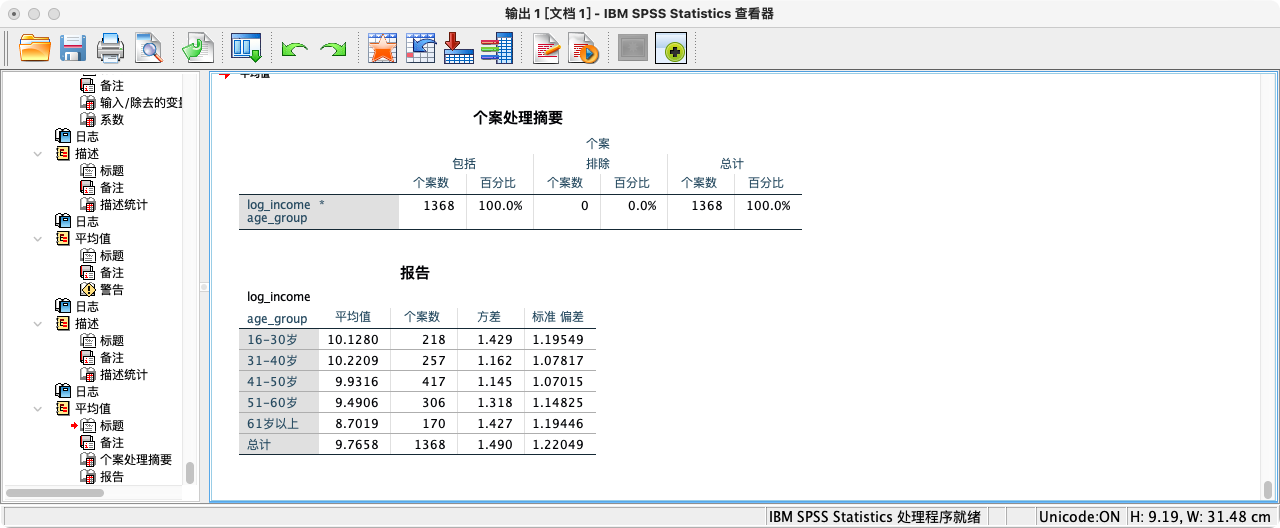 输出 1 [文档 1] - IBM SPSS Statistics 查看器
备注
输入/除去的变量
系数
日志
描述
标题
备注
描述统计
日志
平均值
标题
备注
警告
日志
描述
标题
备注
描述统计
日志
平均值
标题
备注
个案处理摘要
报告
平均值
个案处理摘要
个案
包括 排除 总计
个案数 百分比 个案数 百分比 个案数 百分比
log_income * age_group 1368 100.0% 0 0.0% 1368 100.0%
报告
log_income
age_group 平均值 个案数 方差 标准 偏差
16-30岁 10.1280 218 1.429 1.19549
31-40岁 10.2209 257 1.162 1.07817
41-50岁 9.9316 417 1.145 1.07015
51-60岁 9.4906 306 1.318 1.14825
61岁以上 8.7019 170 1.427 1.19446
总计 9.7658 1368 1.490 1.22049
IBM SPSS Statistics 处理程序就绪 Unicode:ON H: 9.19, W: 31.48 cm